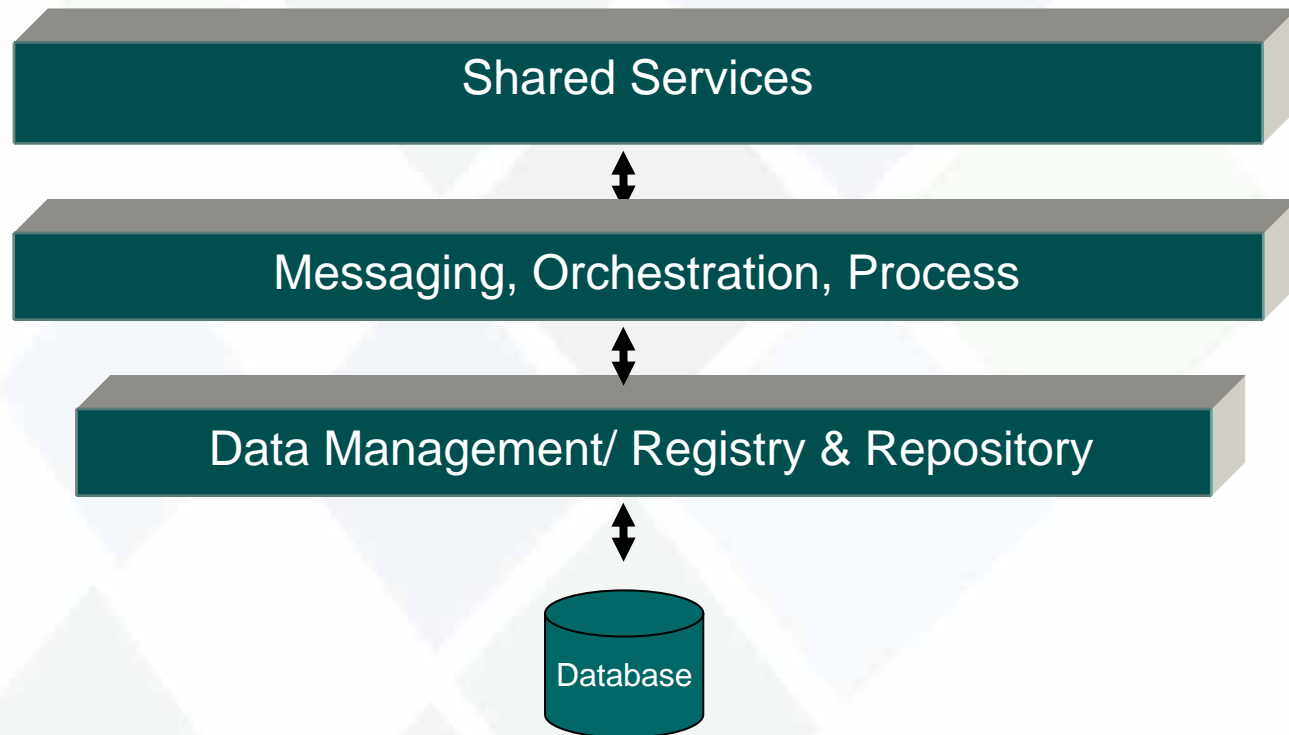 Shared Services
Messaging, Orchestration, Process
Data Management/ Registry & Repository
Database